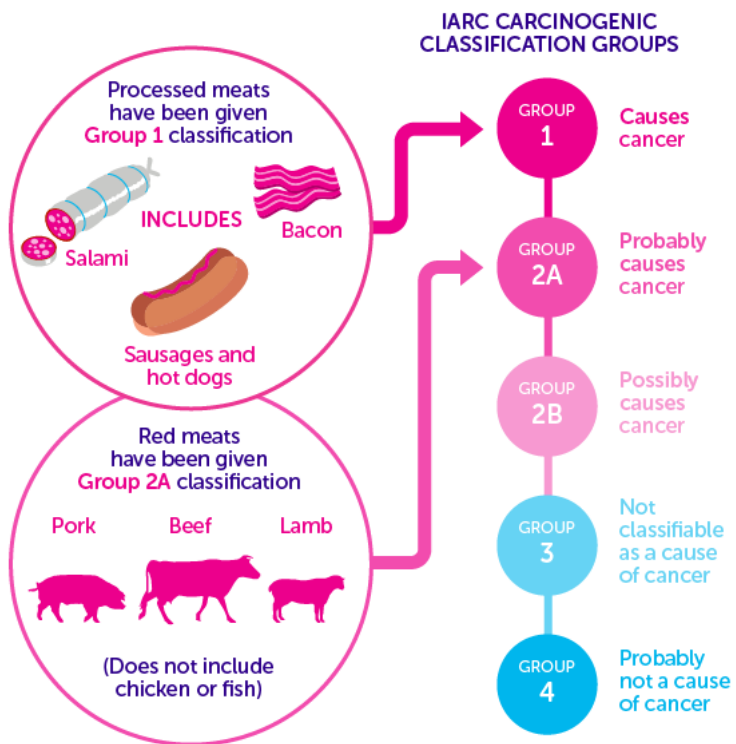 IARC CARCINOGENIC
CLASSIFICATION GROUPS
Processed meats
have been given
Group 1 classification
INCLUDES
Salami
Bacon
Sausages and
hot dogs
Red meats
have been given
Group 2A classification
Pork
Beef
Lamb
(Does not include
chicken or fish)
GROUP
1
Causes
cancer
GROUP
2A
Probably
causes
cancer
GROUP
2B
Possibly
causes
cancer
GROUP
3
Not
classifiable
as a cause
of cancer
GROUP
4
Probably
not a cause
of cancer